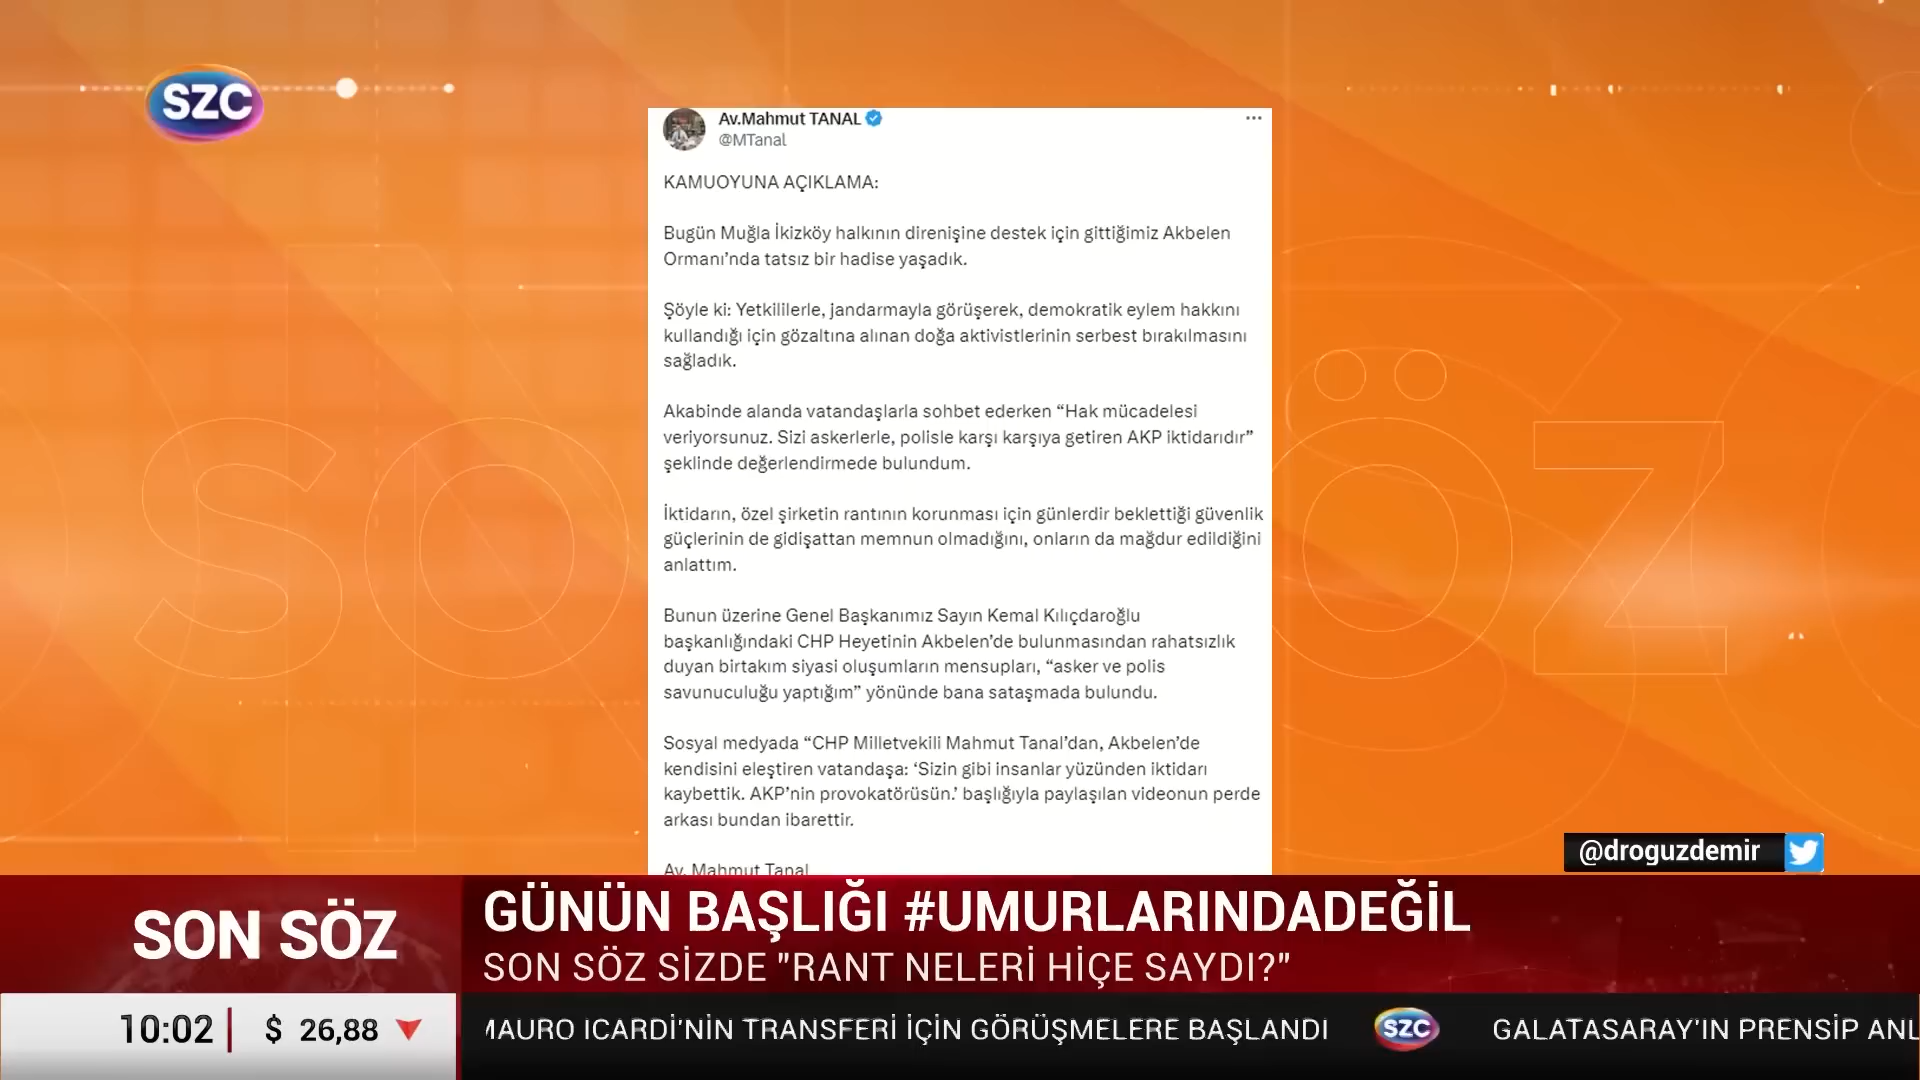 SZC
Av.Mahmut TANAL
@MTanal
KAMUOYUNA AÇIKLAMA:
Bugün Muğla İkizköy halkının direnişine destek için gittiğimiz Akbelen
Ormanı’nda tatsız bir hadise yaşadık.
Şöyle ki: Yetkililerle, jandarmayla görüşerek, demokratik eylem hakkını
kullandığı için gözaltına alınan doğa aktivistlerinin serbest bırakılmasını
sağladık.
Akabinde alanda vatandaşlarla sohbet ederken “Hak mücadelesi
veriyorsunuz. Sizi askerlerle, polisle karşı karşıya getiren AKP iktidarıdır”
şeklinde değerlendirmede bulundum.
İktidarın, özel şirketin rantının korunması için günlerdir beklettiği güvenlik
güçlerinin de gidişattan memnun olmadığını, onların da mağdur edildiğini
anlattım.
Bunun üzerine Genel Başkanımız Sayın Kemal Kılıçdaroğlu
başkanlığındaki CHP Heyetinin Akbelen’de bulunmasından rahatsızlık
duyan birtakım siyasi oluşumların mensupları, “asker ve polis
savunuculuğu yaptığım” yönünde bana sataşmada bulundu.
Sosyal medyada “CHP Milletvekili Mahmut Tanal’dan, Akbelen’de
kendisini eleştiren vatandaşa: ‘Sizin gibi insanlar yüzünden iktidarı
kaybettik. AKP’nin provokatörüsün.’ başlığıyla paylaşılan videonun perde
arkası bundan ibarettir.
Av. Mahmut Tanal
SÖZ
@droguzdemir
SON SÖZ
GÜNÜN BAŞLIĞI #UMURLARINDADEĞİL
SON SÖZ SİZDE "RANT NELERİ HİÇE SAYDI?"
10:02 $ 26,88
MAURO ICARDİ'NİN TRANSFERİ İÇİN GÖRÜŞMELERE BAŞLANDI SZC GALATASARAY'IN PRENSİP ANL